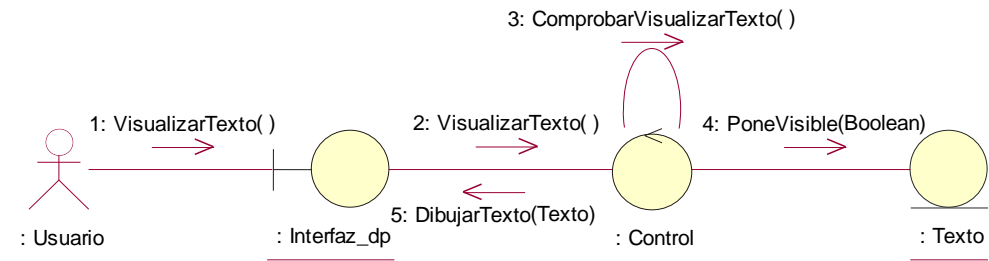 3: ComprobarVisualizarTexto( )
1: VisualizarTexto( )
2: VisualizarTexto( )
4: PoneVisible(Boolean)
5: DibujarTexto(Texto)
: Usuario
: Interfaz_dp
: Control
: Texto